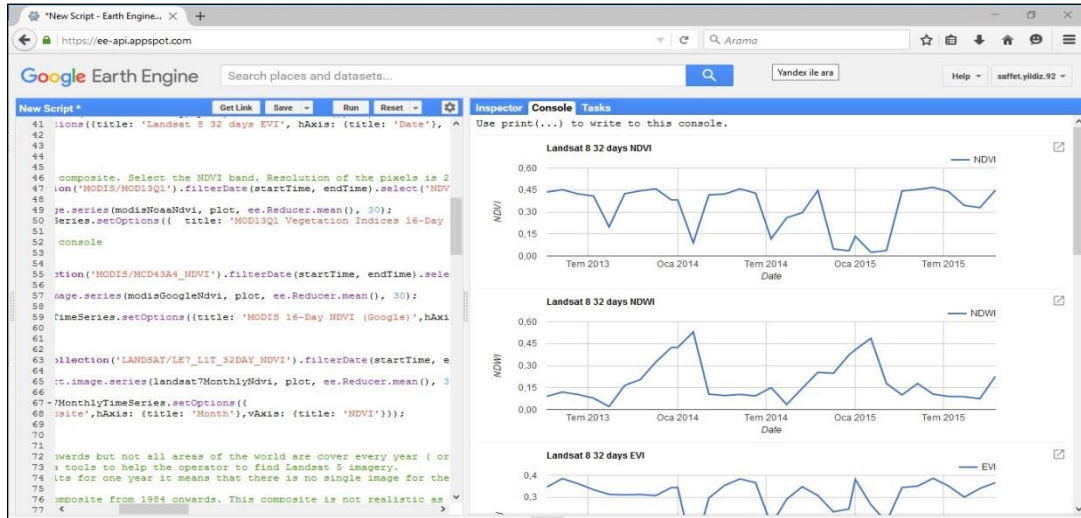 *New Script - Earth Engine...
https://ee-api.appspot.com
Arama
Google Earth Engine
Search places and datasets...
Yandex ile ara
Help
saffet.yildiz.92
New Script *
Get Link Save Run Reset
41 :ions({title: 'Landsat 8 32 days EVI', hAxis: {title: 'Date'},
42
43
44
45
46 composite. Select the NDVI band. Resolution of the pixels is 2
47 ion('MODIS/MOD13Q1').filterDate(startTime, endTime).select('NDV
48
49 ge.series(modisNoaaNdvi, plot, ee.Reducer.mean(), 30);
50 Series.setOptions({ title: 'MOD13Q1 Vegetation Indices 16-Day
51
52 console
53
54
55 ction('MODIS/MCD43A4_NDVI').filterDate(startTime, endTime).sele
56
57 mage.series(modisGoogleNdvi, plot, ee.Reducer.mean(), 30);
58
59 TimeSeries.setOptions({title: 'MODIS 16-Day NDVI (Google)',hAxi
60
61
62
63 ollection('LANDSAT/LE7_L1T_32DAY_NDVI').filterDate(startTime, e
64
65 rt.image.series(landsat7MonthlyNdvi, plot, ee.Reducer.mean(), 3
66
67 7MonthlyTimeSeries.setOptions({
68 osite',hAxis: {title: 'Month'},vAxis: {title: 'NDVI'}});
69
70
71
72 nwards but not all areas of the world are cover every year ( or
73 a tools to help the operator to find Landsat 5 imagery.
74 its for one year it means that there is no single image for the
75
76 omposite from 1984 onwards. This composite is not realistic as
77
Inspector Console Tasks
Use print(...) to write to this console.
Landsat 8 32 days NDVI
NDVI
0,60
0,45
0,30
0,15
0,00
NDVI
Tem 2013 Oca 2014 Tem 2014 Oca 2015 Tem 2015
Date
Landsat 8 32 days NDWI
NDWI
0,60
0,45
0,30
0,15
0,00
NDWI
Tem 2013 Oca 2014 Tem 2014 Oca 2015 Tem 2015
Date
Landsat 8 32 days EVI
EVI
0,4
0,3